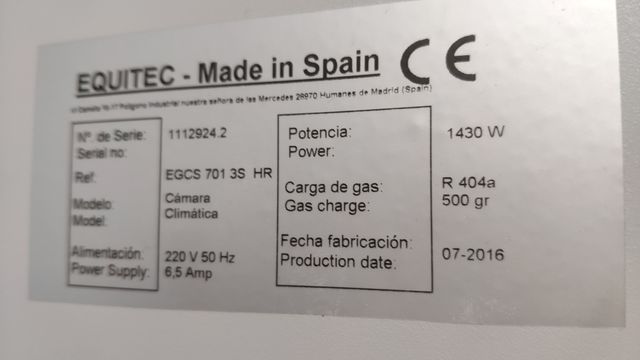 EQUITEC - Made in Spain CE
Polígono Industrial nuestra señora de las Mercedes 28970 Humanes de Madrid (Spain)
Nº. de Serie: 1112924.2
Serial no:
Ref: EGCS 701 3S HR
Modelo: Cámara
Model: Climática
Alimentación: 220 V 50 Hz
Power Supply: 6,5 Amp
Potencia: 1430 W
Power:
Carga de gas: R 404a
Gas charge: 500 gr
Fecha fabricación: 07-2016
Production date: